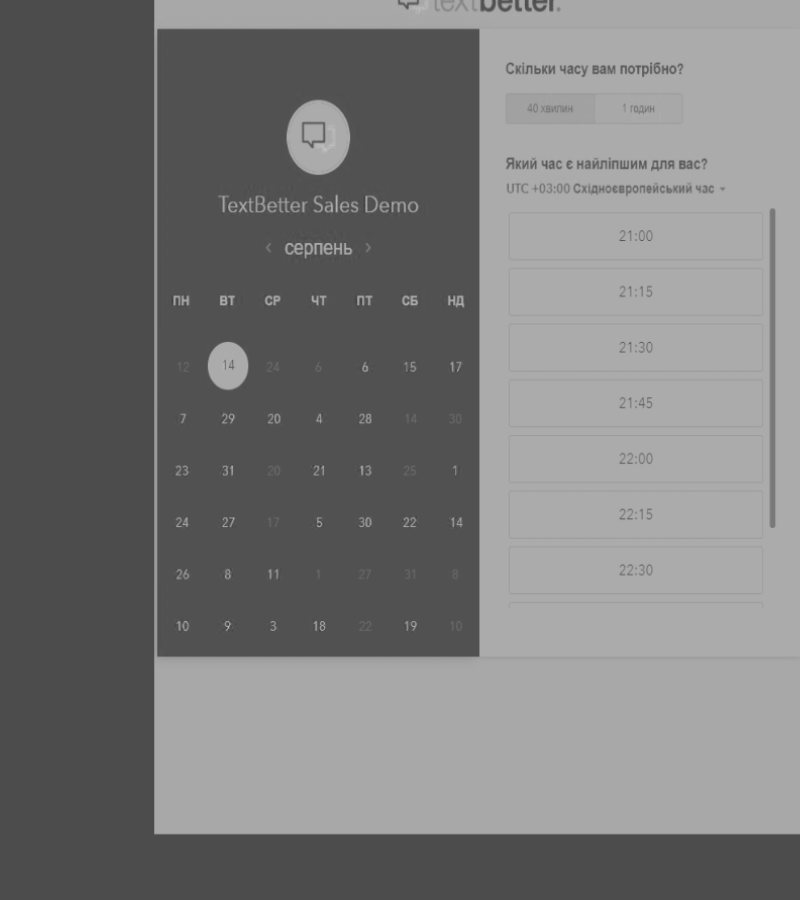 textbetter.
TextBetter Sales Demo
< серпень >
ПН ВТ СР ЧТ ПТ СБ НД
12 14 24 6 6 15 17
7 29 20 4 28 14 30
23 31 20 21 13 25 1
24 27 17 5 30 22 14
26 8 11 1 27 31 8
10 9 3 18 22 19 10
Скільки часу вам потрібно?
40 хвилин 1 годин
Який час є найліпшим для вас?
UTC +03:00 Східноєвропейський час
21:00
21:15
21:30
21:45
22:00
22:15
22:30